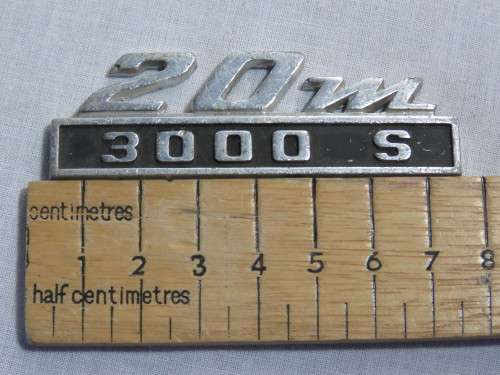 20m
3000 S
centimetres
1 2 3 4 5 6 7 8
half centimetres